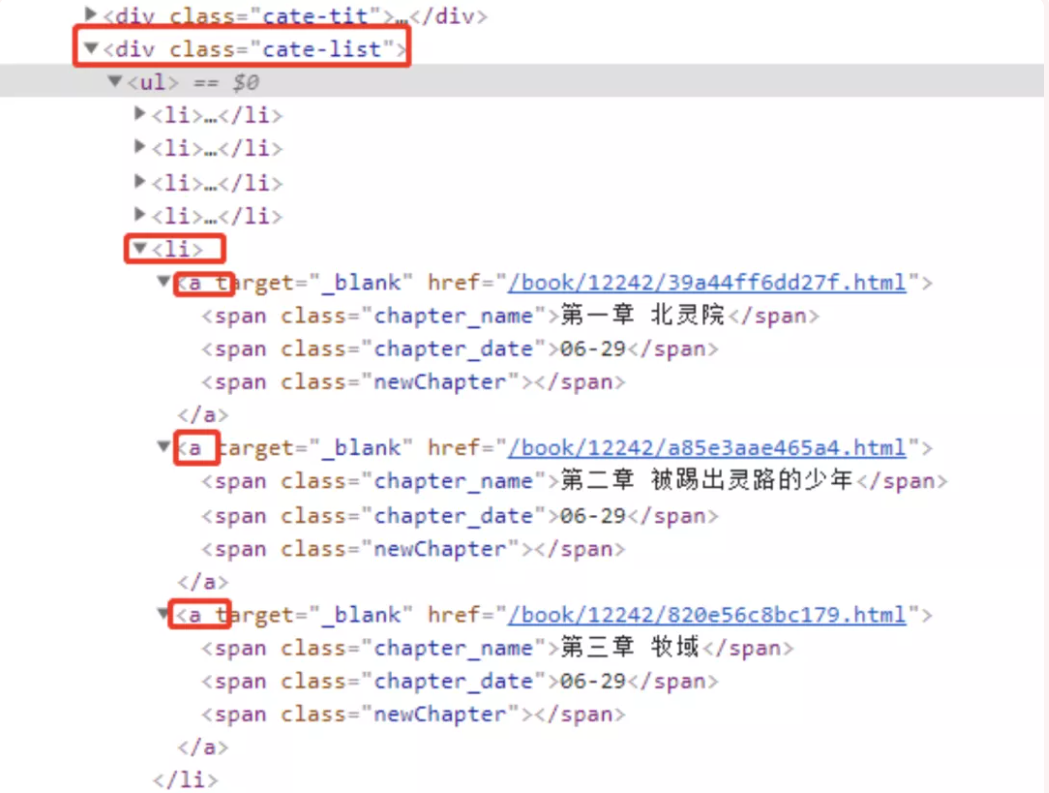 ▶<div class="cate-tit">…</div>
▼<div class="cate-list">
▼<ul> == $0
▶<li>…</li>
▶<li>…</li>
▶<li>…</li>
▶<li>…</li>
▼<li>
▼<a target="_blank" href="/book/12242/39a44ff6dd27f.html">
<span class="chapter_name">第一章 北灵院</span>
<span class="chapter_date">06-29</span>
<span class="newChapter"></span>
</a>
▼<a target="_blank" href="/book/12242/a85e3aae465a4.html">
<span class="chapter_name">第二章 被踢出灵路的少年</span>
<span class="chapter_date">06-29</span>
<span class="newChapter"></span>
</a>
▼<a target="_blank" href="/book/12242/820e56c8bc179.html">
<span class="chapter_name">第三章 牧域</span>
<span class="chapter_date">06-29</span>
<span class="newChapter"></span>
</a>
</li>